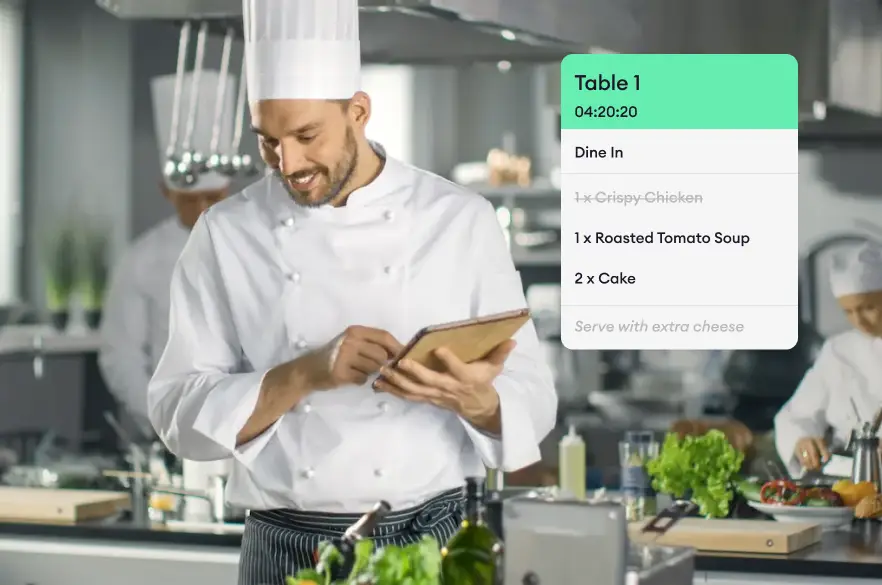 Table 1
04:20:20
Dine In
1 x Crispy Chicken
1 x Roasted Tomato Soup
2 x Cake
Serve with extra cheese